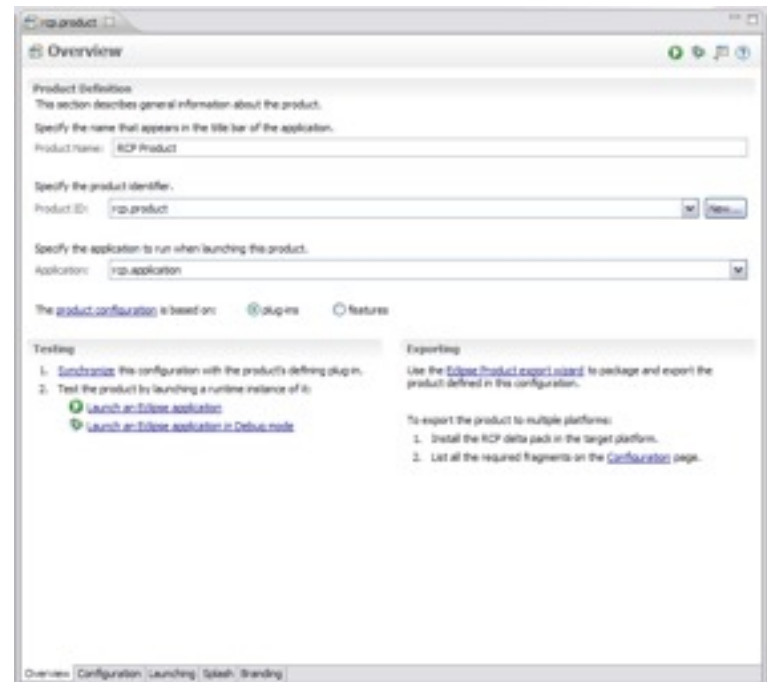 rcp.product
Overview
Product Definition
This section describes general information about the product.
Specify the name that appears in the title bar of the application.
Product Name: RCP Product
Specify the product identifier.
Product ID: rcp.product New...
Specify the application to run when launching this product.
Application: rcp.application
The product configuration is based on: plug-ins features
Testing
1. Synchronize this configuration with the product's defining plug-in.
2. Test the product by launching a runtime instance of it:
Launch an Eclipse application
Launch an Eclipse application in Debug mode
Exporting
Use the Eclipse Product export wizard to package and export the
product defined in this configuration.
To export the product to multiple platforms:
1. Install the RCP delta pack in the target platform.
2. List all the required fragments on the Configuration page.
Overview Configuration Launching Splash Branding